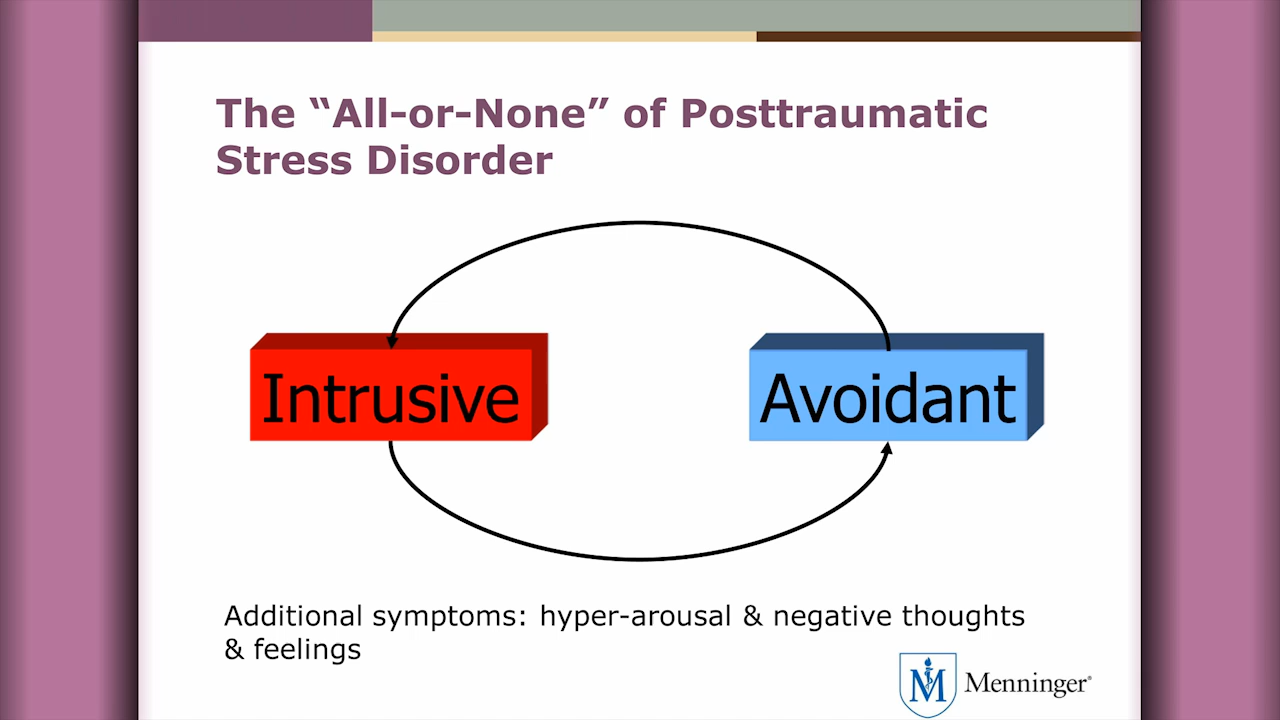 The “All-or-None” of Posttraumatic
Stress Disorder
Intrusive
Avoidant
Additional symptoms: hyper-arousal & negative thoughts
& feelings
M Menninger®